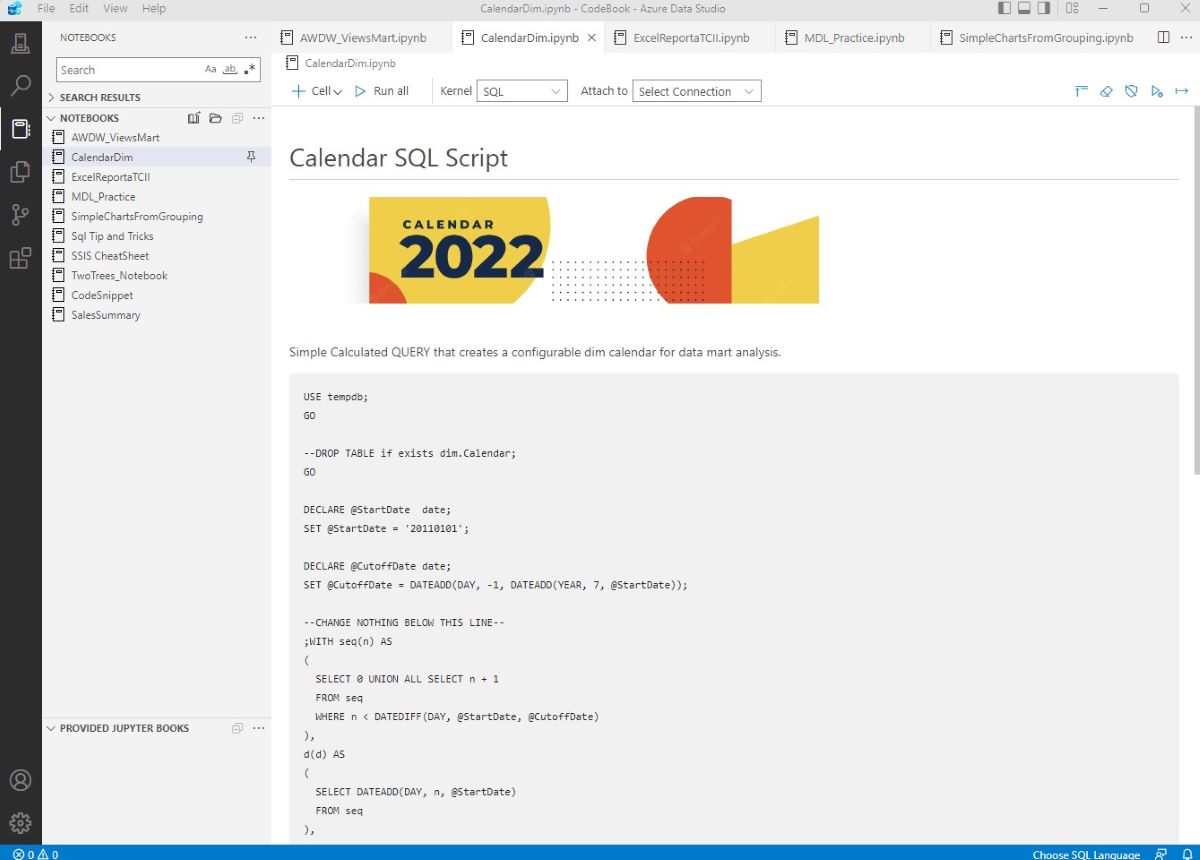 File Edit View Help
CalendarDim.ipynb - CodeBook - Azure Data Studio
NOTEBOOKS
Search Aa ab
SEARCH RESULTS
NOTEBOOKS
AWDW_ViewsMart
CalendarDim
ExcelReportaTCII
MDL_Practice
SimpleChartsFromGrouping
Sql Tip and Tricks
SSIS CheatSheet
TwoTrees_Notebook
CodeSnippet
SalesSummary
PROVIDED JUPYTER BOOKS
AWDW_ViewsMart.ipynb CalendarDim.ipynb ExcelReportaTCII.ipynb MDL_Practice.ipynb SimpleChartsFromGrouping.ipynb
CalendarDim.ipynb
Cell Run all Kernel SQL Attach to Select Connection
Calendar SQL Script
CALENDAR
2022
freepik
Simple Calculated QUERY that creates a configurable dim calendar for data mart analysis.
USE tempdb;
GO
--DROP TABLE if exists dim.Calendar;
GO
DECLARE @StartDate  date;
SET @StartDate = '20110101';
DECLARE @CutoffDate date;
SET @CutoffDate = DATEADD(DAY, -1, DATEADD(YEAR, 7, @StartDate));
--CHANGE NOTHING BELOW THIS LINE--
;WITH seq(n) AS
(
SELECT 0 UNION ALL SELECT n + 1
FROM seq
WHERE n < DATEDIFF(DAY, @StartDate, @CutoffDate)
),
d(d) AS
(
SELECT DATEADD(DAY, n, @StartDate)
FROM seq
),
0 0
Choose SQL Language